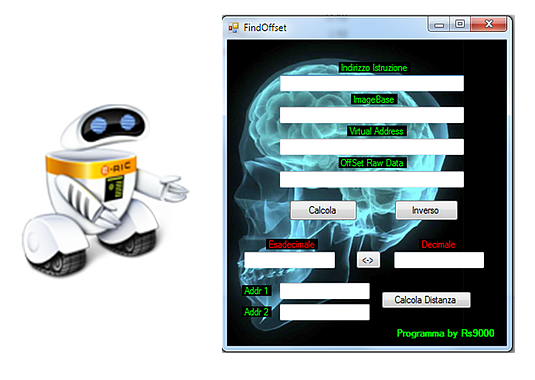 E-RIC
FindOffset
Indirizzo Istruzione
ImageBase
Virtual Address
OffSet Raw Data
Calcola
Inverso
Esadecimale
Decimale
<->
Addr 1
Calcola Distanza
Addr 2
Programma by Rs9000